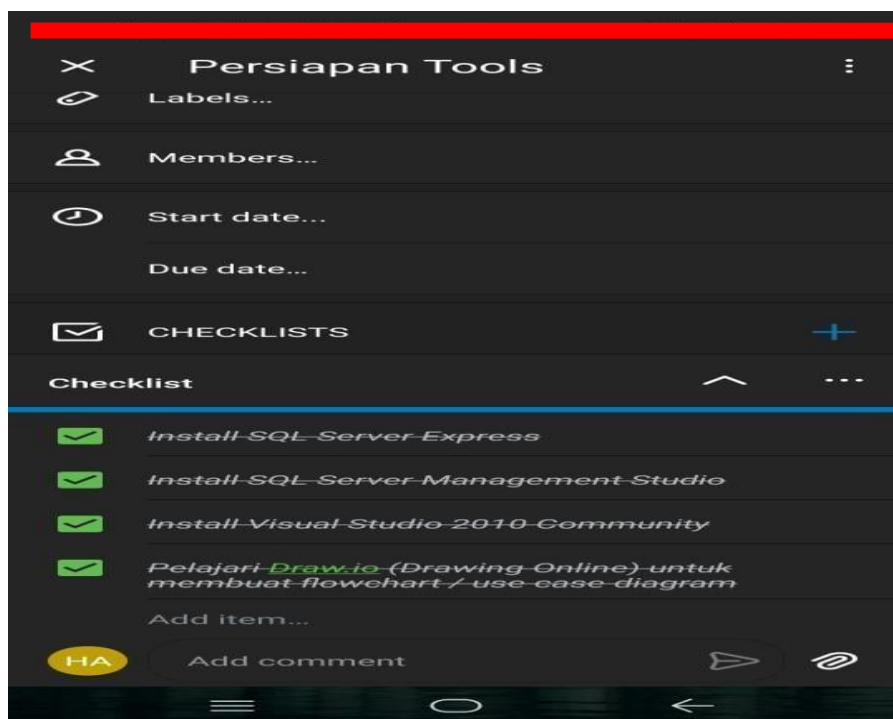 Persiapan Tools
Labels...
Members...
Start date...
Due date...
CHECKLISTS
Checklist
Install SQL Server Express
Install SQL Server Management Studio
Install Visual Studio 2010 Community
Pelajari Draw.io (Drawing Online) untuk
membuat flowchart / use case diagram
Add item...
HA Add comment